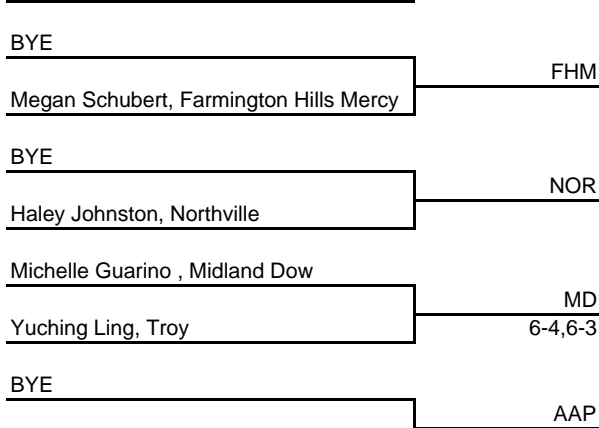 BYE
FHM
Megan Schubert, Farmington Hills Mercy
BYE
NOR
Haley Johnston, Northville
Michelle Guarino , Midland Dow
MD
Yuching Ling, Troy
6-4,6-3
BYE
AAP